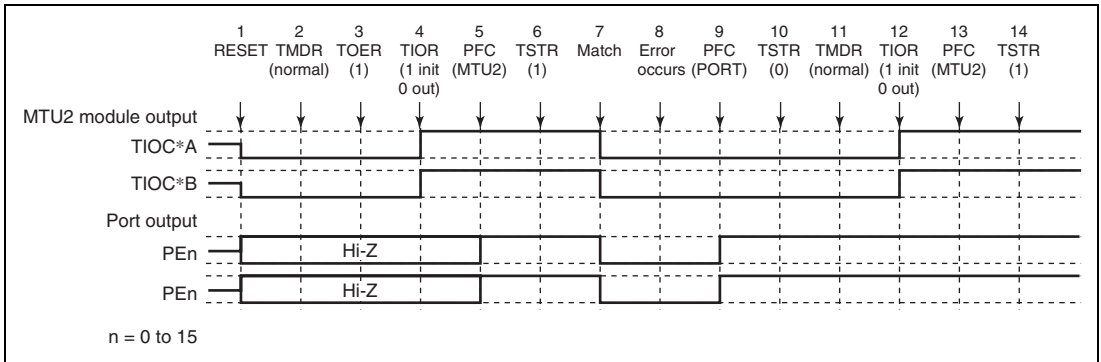 1 2 3 4 5 6 7 8 9 10 11 12 13 14
RESET TMDR TOER TIOR PFC TSTR Match Error PFC TSTR TMDR TIOR PFC TSTR
(normal) (1) (1 init (MTU2) (1) occurs (PORT) (0) (normal) (1 init (MTU2) (1)
0 out) 0 out)
MTU2 module output
TIOC*A
TIOC*B
Port output
PEn Hi-Z
PEn Hi-Z
n = 0 to 15